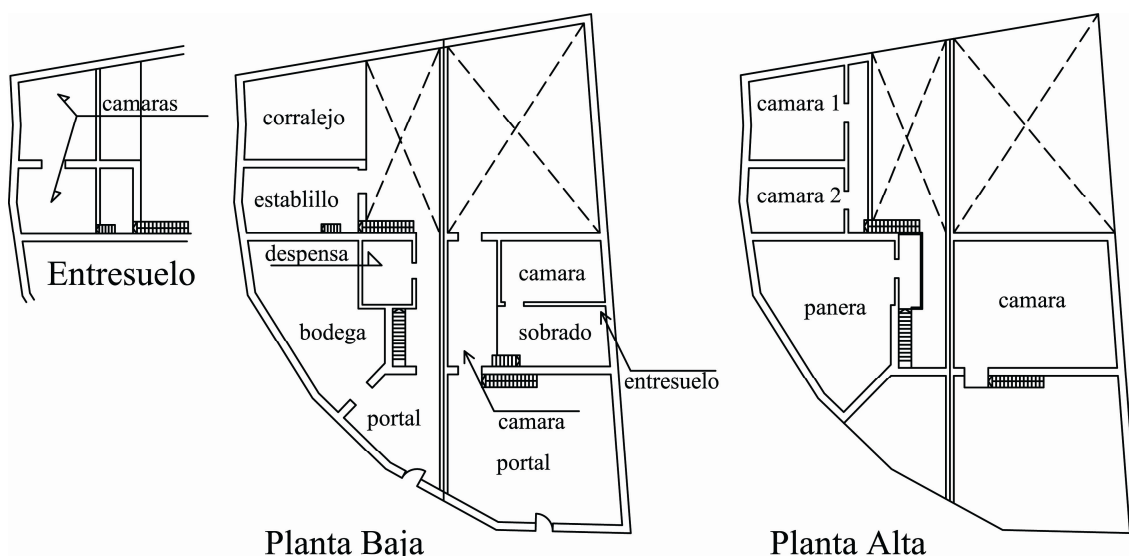 camaras
Entresuelo
corralejo
establillo
despensa
bodega
portal
camara
sobrado
entresuelo
camara
portal
Planta Baja
camara 1
camara 2
panera
camara
Planta Alta